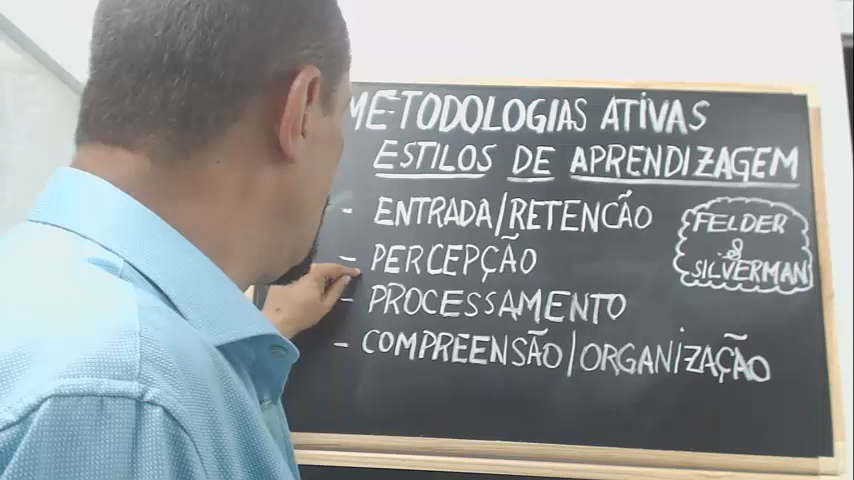 METODOLOGIAS ATIVAS
ESTILOS DE APRENDIZAGEM
- ENTRADA/RETENCÃO
- PERCEPÇÃO
- PROCESSAMENTO
- COMPREENSÃO/ORGANIZAÇÃO
FELDER
&
SILVERMAN